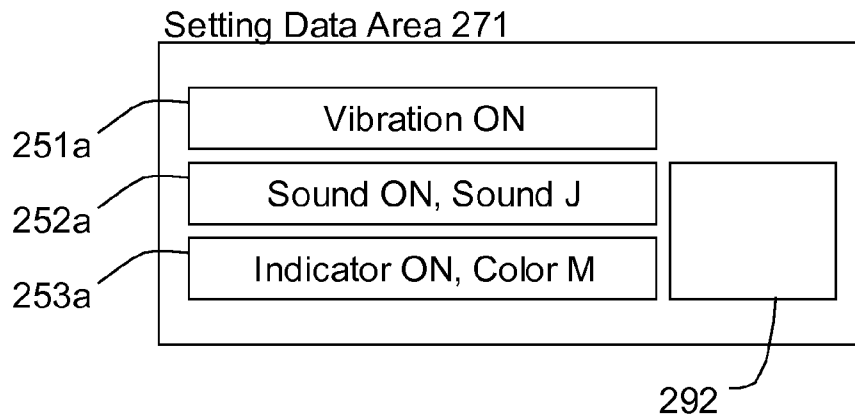 Setting Data Area 271
251a
Vibration ON
252a
Sound ON, Sound J
253a
Indicator ON, Color M
292